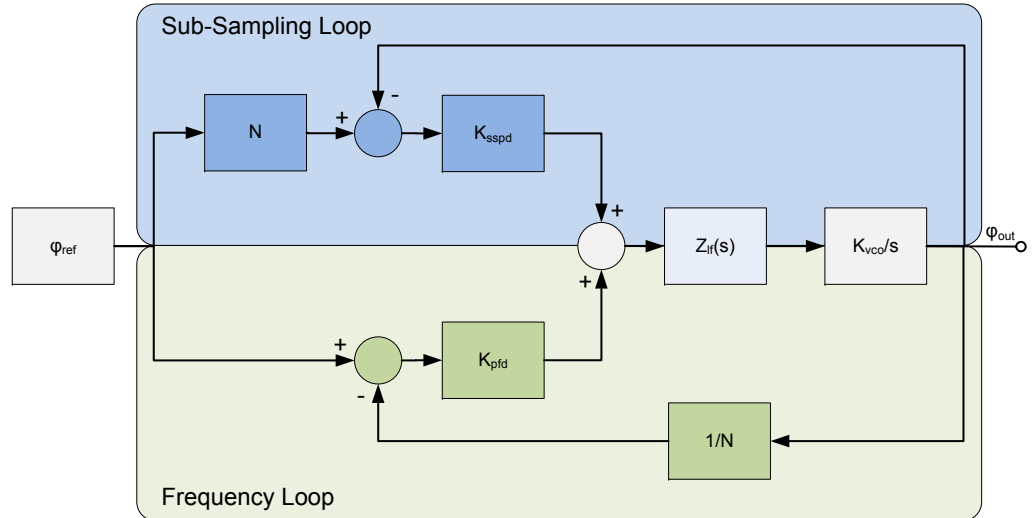 Sub-Sampling Loop
-
+
N
K_sspd
+
φ_ref
Z_lf(s)
K_vco/s
φ_out
+
+
K_pfd
-
1/N
Frequency Loop